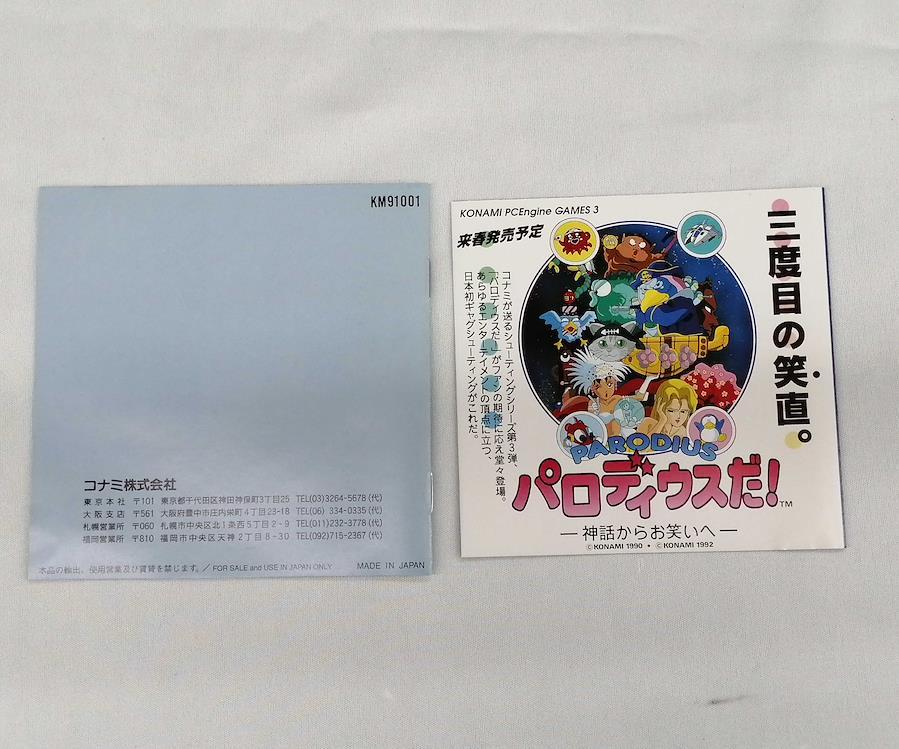 KM91001
コナミ株式会社
東京本社 〒101 東京都千代田区神田神保町3丁目25 TEL(03)3264-5678(代)
大阪支店 〒561 大阪府豊中市庄内栄町4丁目23-18 TEL(06) 334-0335(代)
札幌営業所 〒060 札幌市中央区北1条西5丁目2-9 TEL(011)232-3778(代)
福岡営業所 〒810 福岡市中央区天神2丁目8-30 TEL(092)715-2367(代)
本品の輸出、使用営業及び賃貸を禁じます。/ FOR SALE and USE IN JAPAN ONLY MADE IN JAPAN
KONAMI PCEngine GAMES 3
来春発売予定
三度目の笑直。
コナミが送るシューティングシリーズ第3弾、
「パロディウスだ!」がファンの期待に応え堂々登場。
あらゆるエンターテイメントの頂点に立つ、
日本初ギャグシューティングがこれだ。
PARODIUS
パロディウスだ!™
—神話からお笑いへ—
©KONAMI 1990 • ©KONAMI 1992